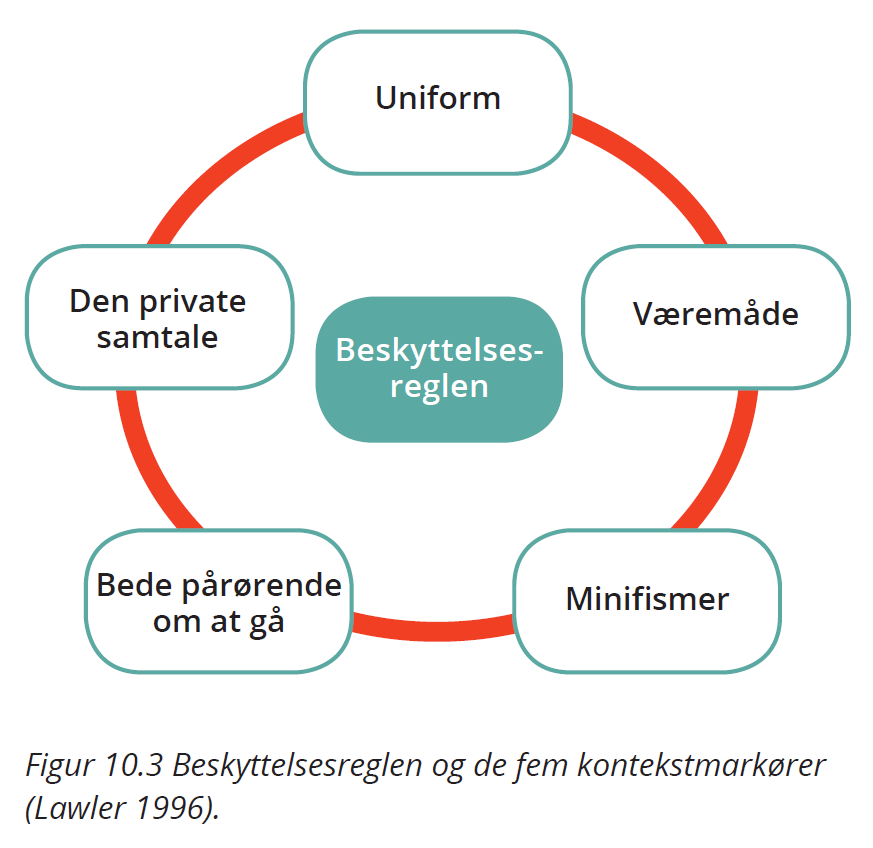 Uniform
Den private
samtale
Væremåde
Beskyttelses-
reglen
Bede pårørende
om at gå
Minifismer
Figur 10.3 Beskyttelsesreglen og de fem kontekstmarkører
(Lawler 1996).